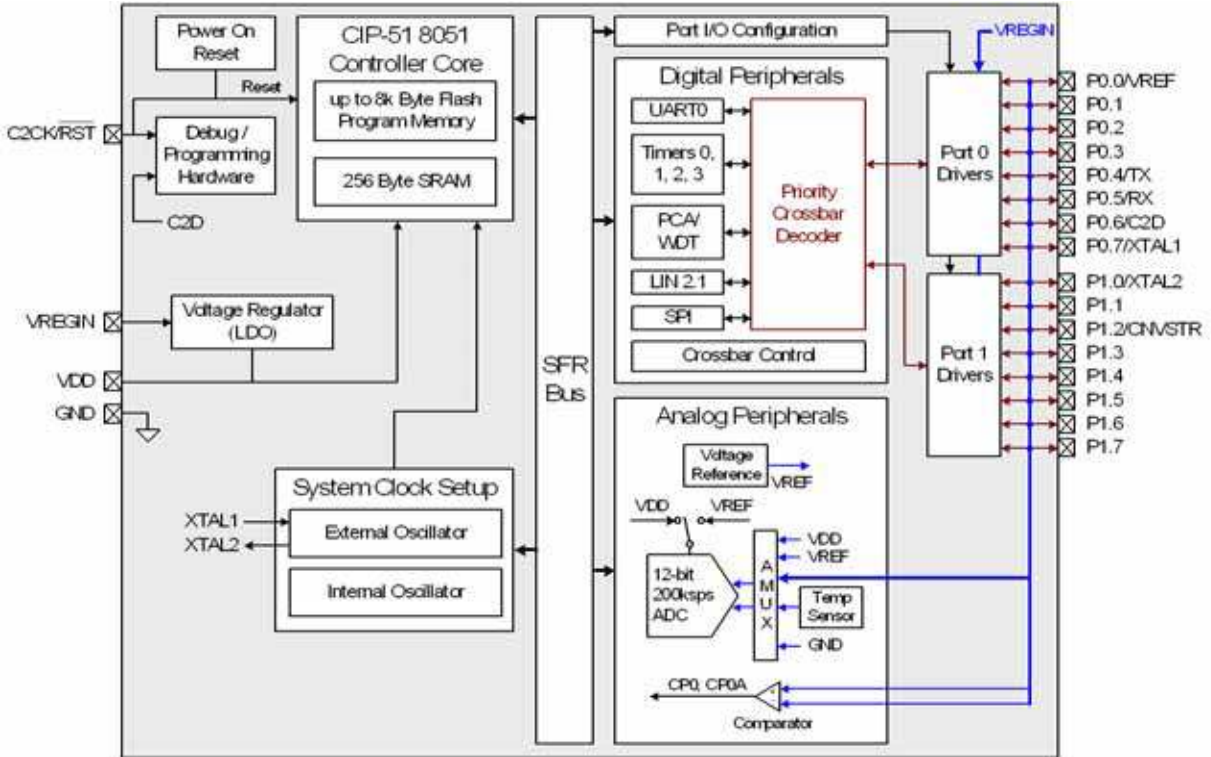 Power On
Reset
CIP-51 8051
Controller Core
Reset
up to 8k Byte Flash
Program Memory
256 Byte SRAM
C2CK/RST
Debug /
Programming
Hardware
C2D
VREGIN
Voltage Regulator
(LDO)
VDD
GND
System Clock Setup
XTAL1
XTAL2
External Oscillator
Internal Oscillator
SFR
Bus
Port I/O Configuration
Digital Peripherals
UART0
Timers 0,
1, 2, 3
PCA/
WDT
LIN 2.1
SPI
Priority
Crossbar
Decoder
Crossbar Control
Analog Peripherals
Voltage
Reference
VREF
VDD
VREF
12-bit
200ksps
ADC
A
M
U
X
VDD
VREF
Temp
Sensor
GND
CP0, CP0A
+
-
Comparator
VREGIN
Port 0
Drivers
Port 1
Drivers
P0.0/VREF
P0.1
P0.2
P0.3
P0.4/TX
P0.5/RX
P0.6/C2D
P0.7/XTAL1
P1.0/XTAL2
P1.1
P1.2/CNVSTR
P1.3
P1.4
P1.5
P1.6
P1.7